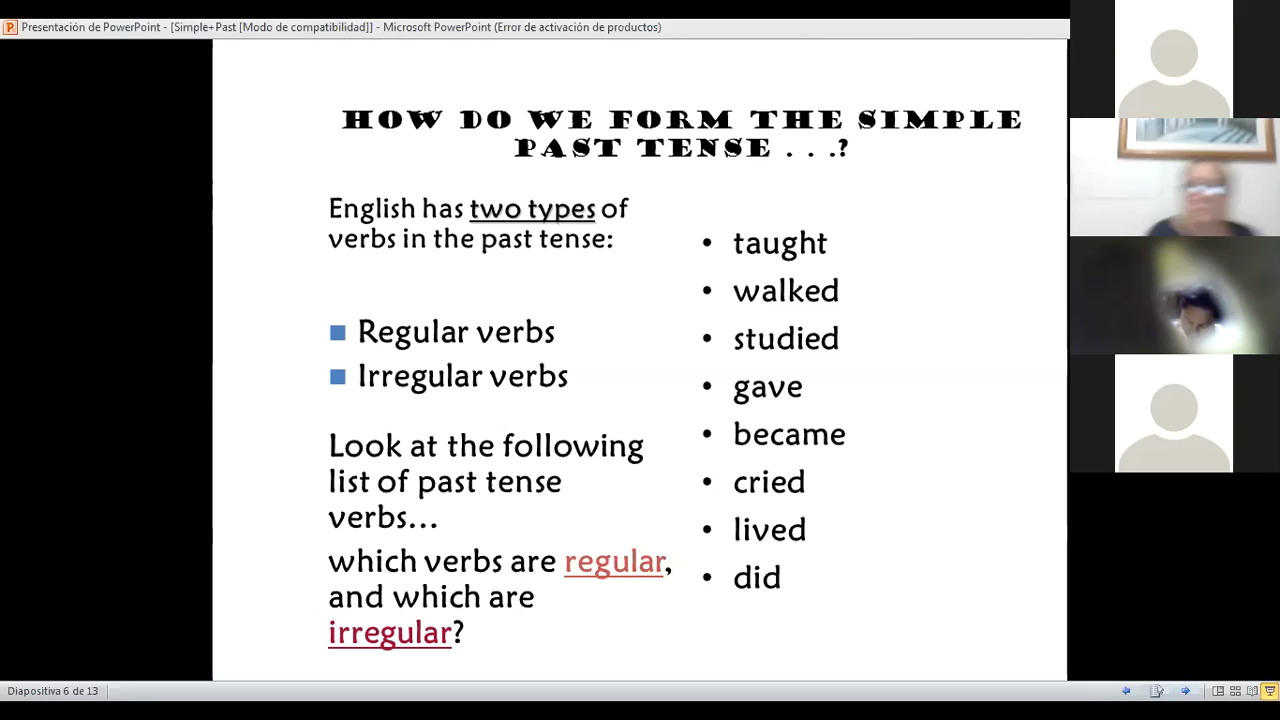 Presentación de PowerPoint - [Simple+Past [Modo de compatibilidad]] - Microsoft PowerPoint (Error de activación de productos)
HOW DO WE FORM THE SIMPLE
PAST TENSE . . .?
English has two types of
verbs in the past tense:
Regular verbs
Irregular verbs
Look at the following
list of past tense
verbs…
which verbs are regular,
and which are
irregular?
• taught
• walked
• studied
• gave
• became
• cried
• lived
• did
Diapositiva 6 de 13